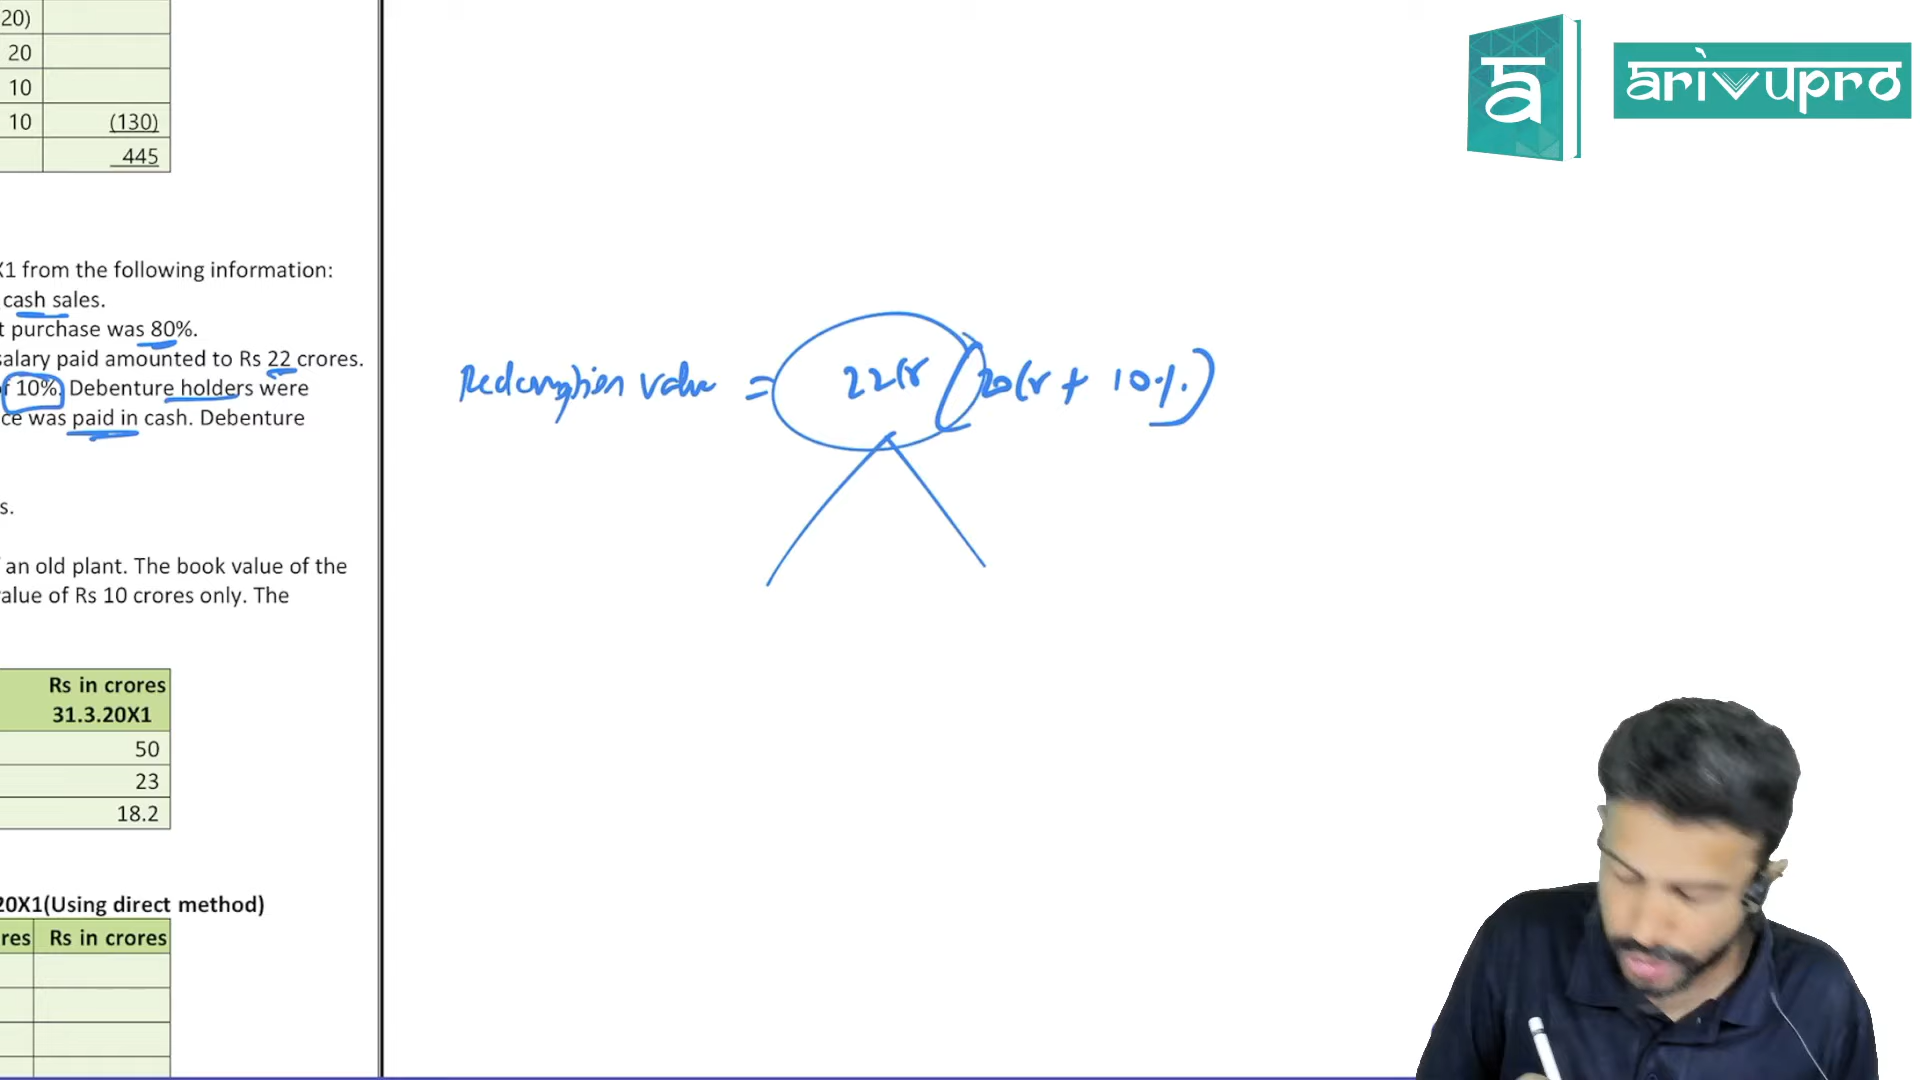 20)
20
10
10 (130)
445
X1 from the following information:
cash sales.
t purchase was 80%.
salary paid amounted to Rs 22 crores.
f 10%. Debenture holders were
ce was paid in cash. Debenture
s.
an old plant. The book value of the
alue of Rs 10 crores only. The
Rs in crores
31.3.20X1
50
23
18.2
20X1(Using direct method)
res Rs in crores
Redemption value = 22Cr (20Cr + 10%)
arivupro